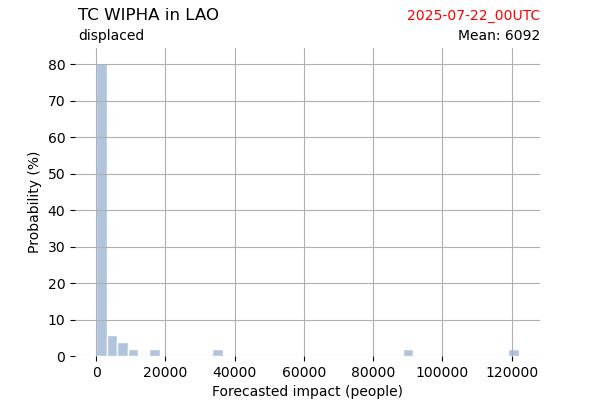 TC WIPHA in LAO
2025-07-22_00UTC
displaced
Mean: 6092
80
70
60
50
40
30
20
10
0
Probability (%)
0 20000 40000 60000 80000 100000 120000
Forecasted impact (people)